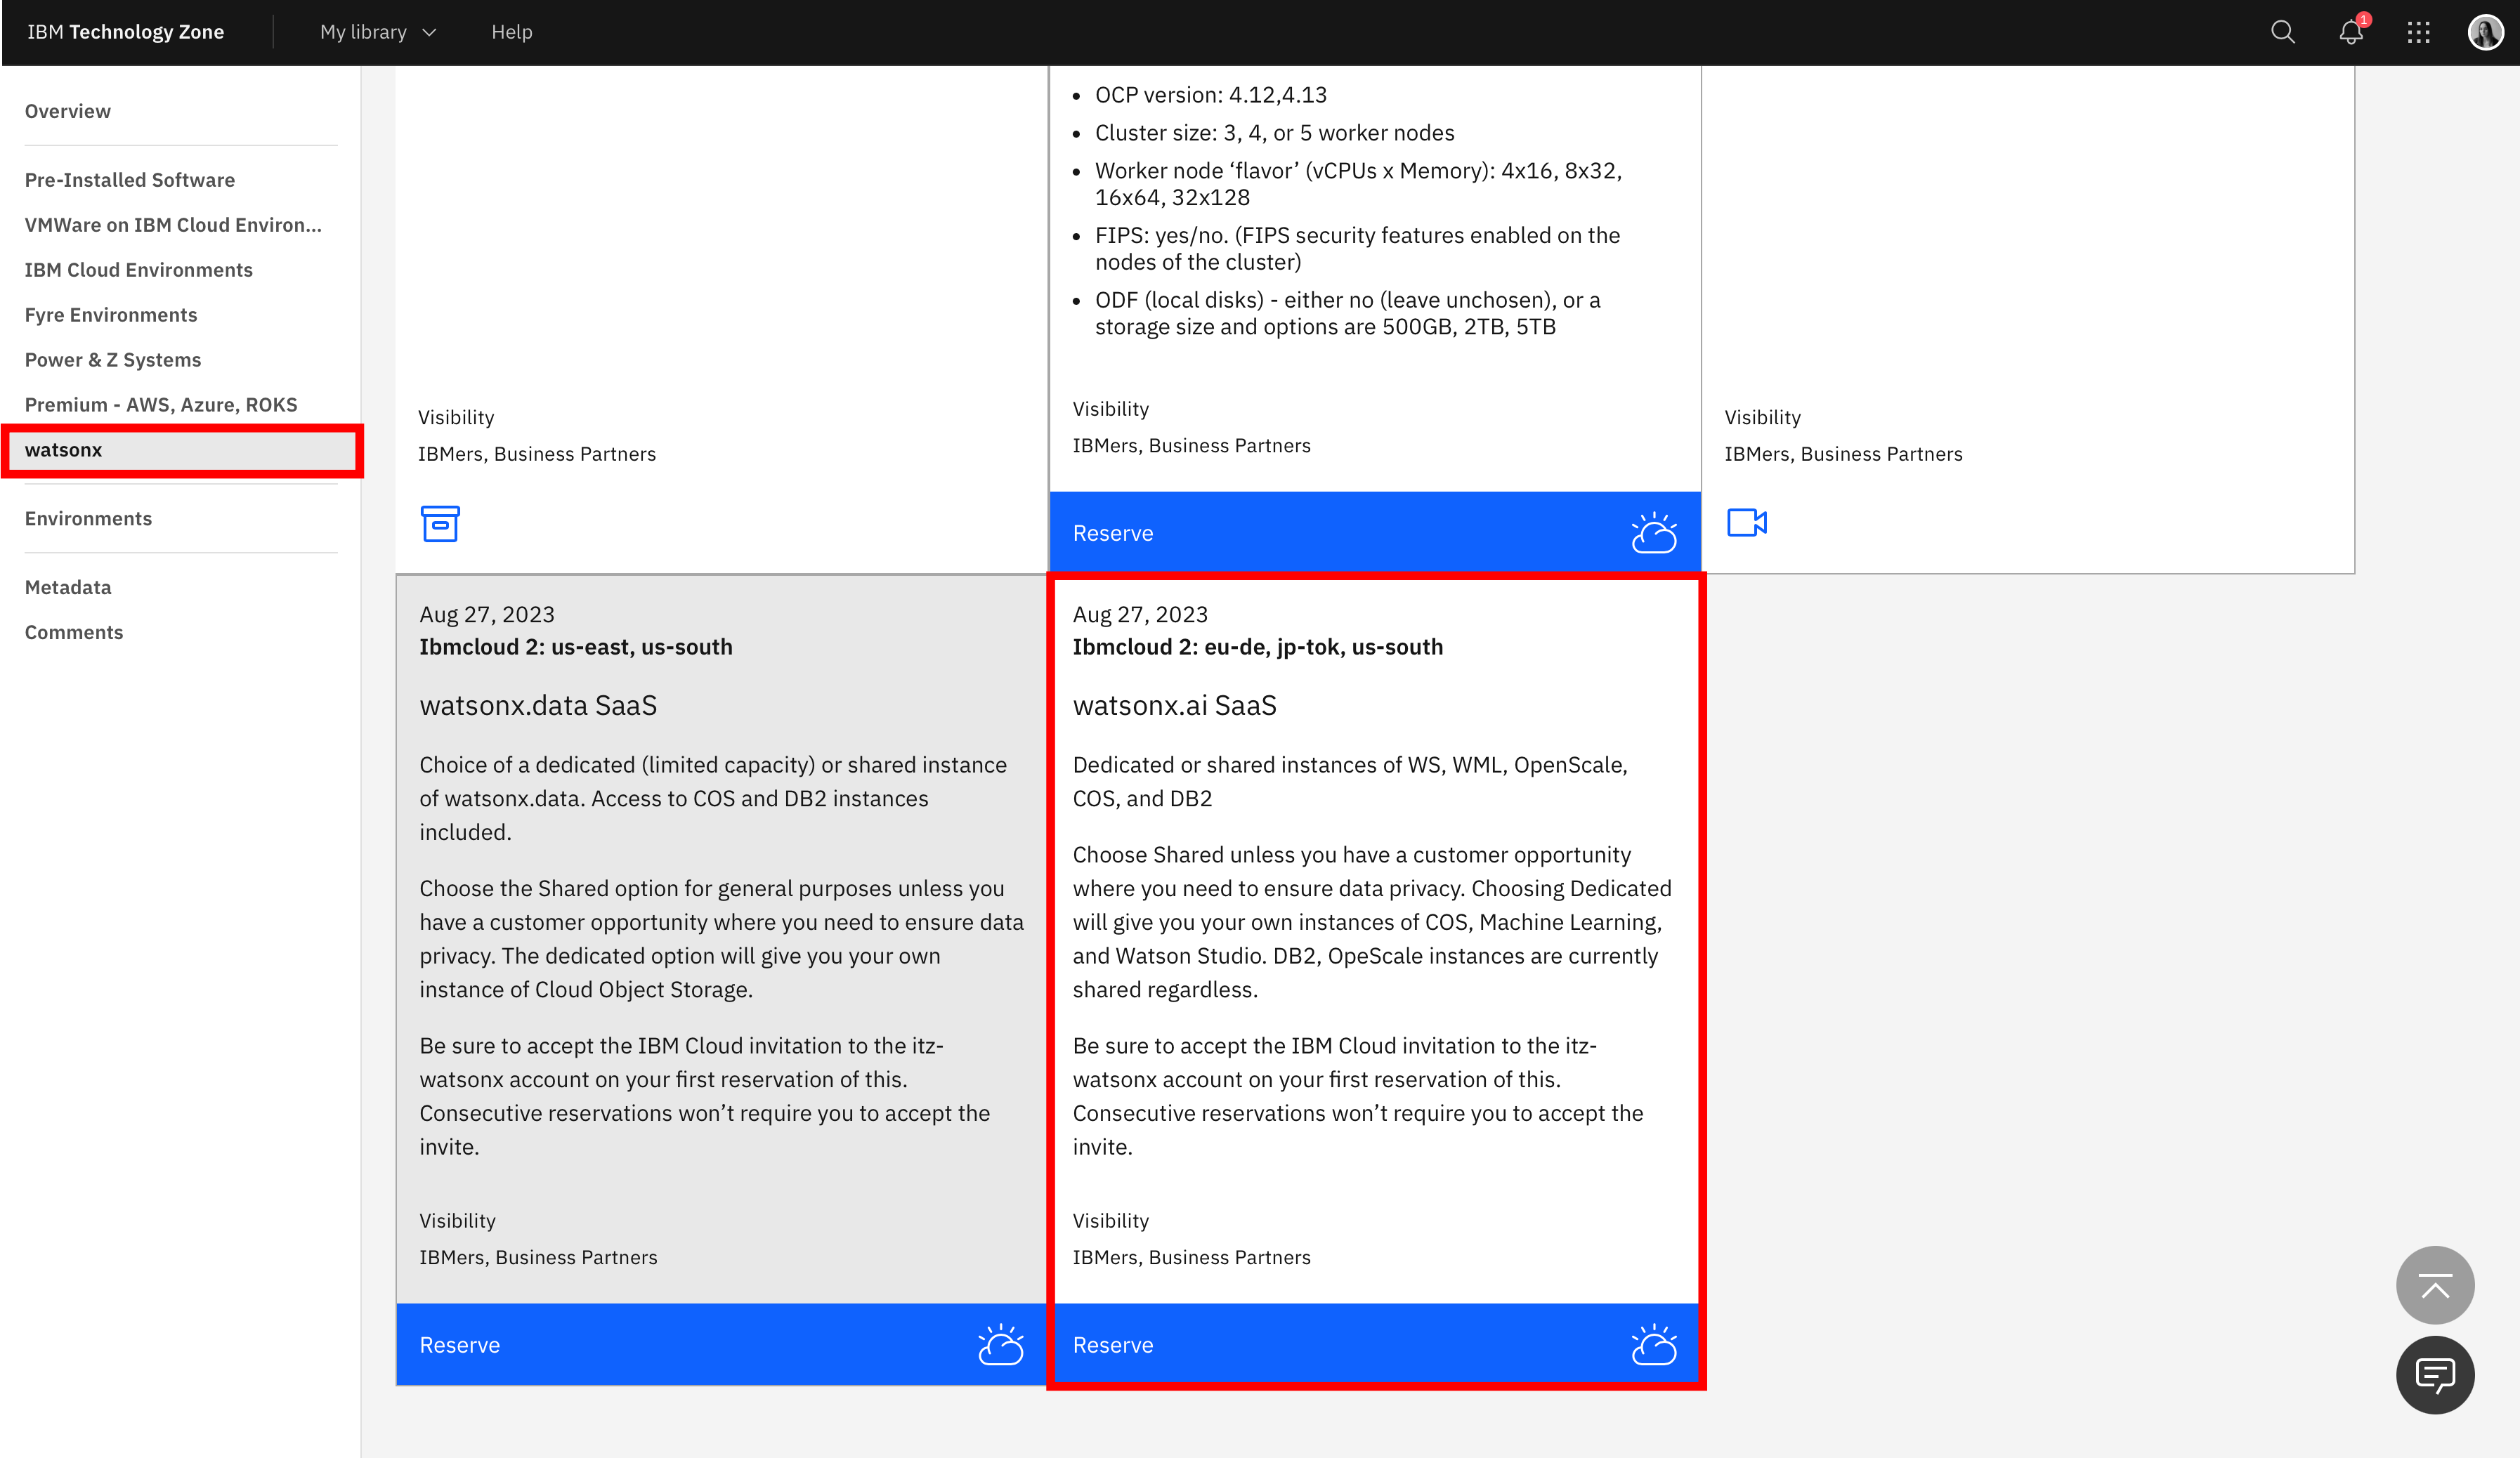 IBM Technology Zone
My library
Help
1
Overview
Pre-Installed Software
VMWare on IBM Cloud Environ...
IBM Cloud Environments
Fyre Environments
Power & Z Systems
Premium - AWS, Azure, ROKS
watsonx
Environments
Metadata
Comments
Visibility
IBMers, Business Partners
• OCP version: 4.12,4.13
• Cluster size: 3, 4, or 5 worker nodes
• Worker node ‘flavor’ (vCPUs x Memory): 4x16, 8x32,
16x64, 32x128
• FIPS: yes/no. (FIPS security features enabled on the
nodes of the cluster)
• ODF (local disks) - either no (leave unchosen), or a
storage size and options are 500GB, 2TB, 5TB
Visibility
IBMers, Business Partners
Reserve
Visibility
IBMers, Business Partners
Aug 27, 2023
Ibmcloud 2: us-east, us-south
watsonx.data SaaS
Choice of a dedicated (limited capacity) or shared instance
of watsonx.data. Access to COS and DB2 instances
included.
Choose the Shared option for general purposes unless you
have a customer opportunity where you need to ensure data
privacy. The dedicated option will give you your own
instance of Cloud Object Storage.
Be sure to accept the IBM Cloud invitation to the itz-
watsonx account on your first reservation of this.
Consecutive reservations won’t require you to accept the
invite.
Visibility
IBMers, Business Partners
Reserve
Aug 27, 2023
Ibmcloud 2: eu-de, jp-tok, us-south
watsonx.ai SaaS
Dedicated or shared instances of WS, WML, OpenScale,
COS, and DB2
Choose Shared unless you have a customer opportunity
where you need to ensure data privacy. Choosing Dedicated
will give you your own instances of COS, Machine Learning,
and Watson Studio. DB2, OpeScale instances are currently
shared regardless.
Be sure to accept the IBM Cloud invitation to the itz-
watsonx account on your first reservation of this.
Consecutive reservations won’t require you to accept the
invite.
Visibility
IBMers, Business Partners
Reserve